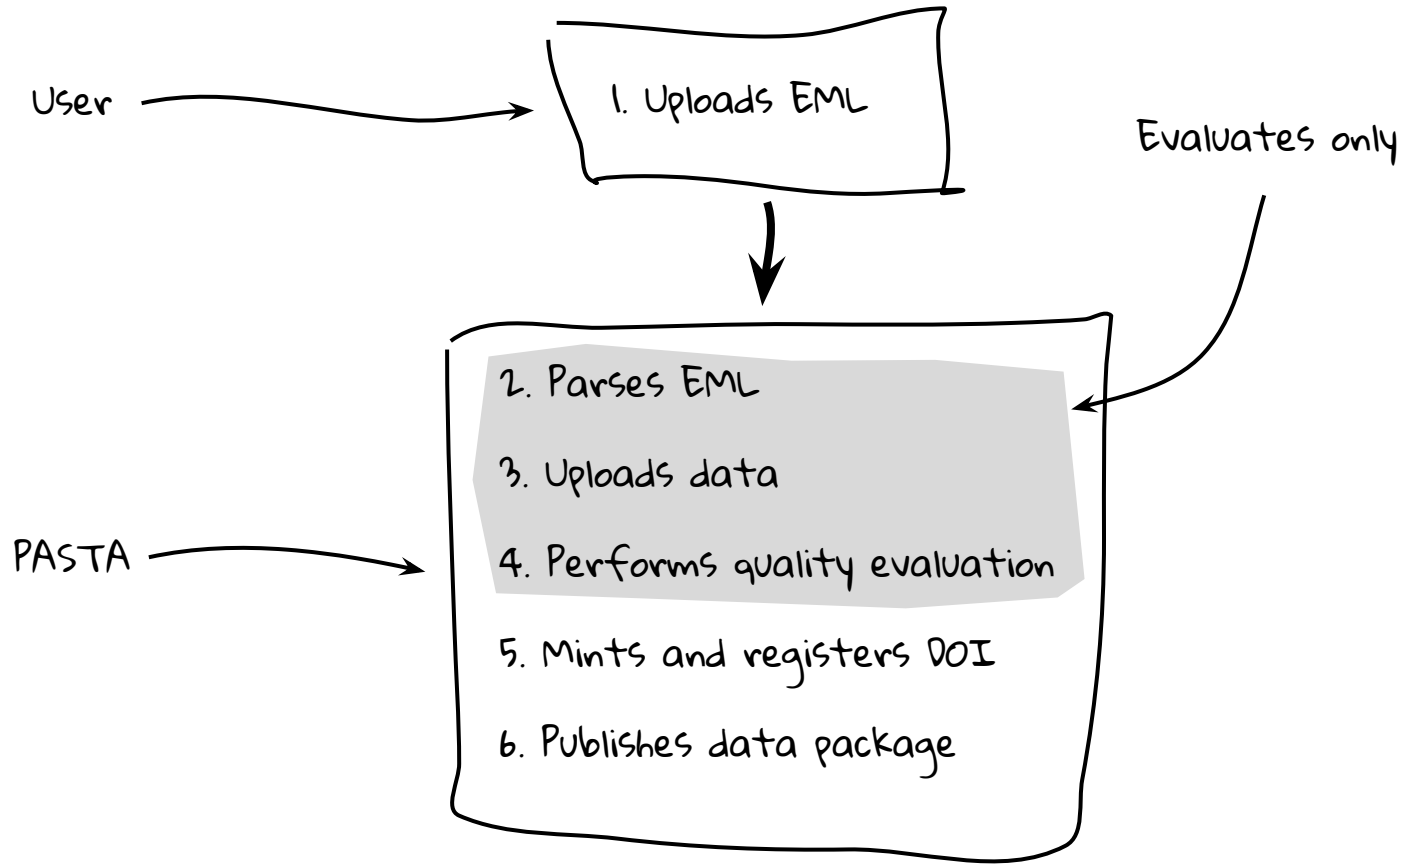 User
1. Uploads EML
Evaluates only
2. Parses EML
3. Uploads data
4. Performs quality evaluation
PASTA
5. Mints and registers DOI
6. Publishes data package